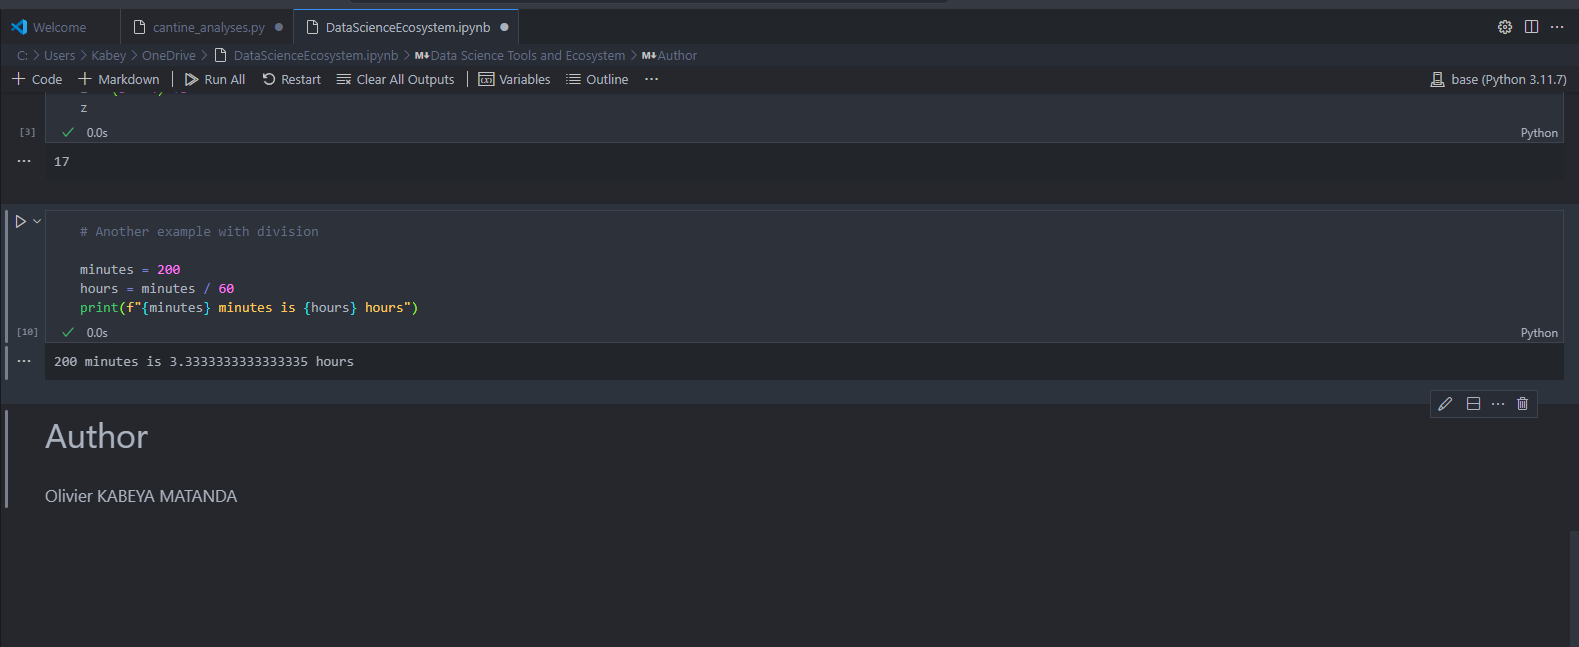 Welcome
cantine_analyses.py
DataScienceEcosystem.ipynb
C: > Users > Kabey > OneDrive > DataScienceEcosystem.ipynb > M↓Data Science Tools and Ecosystem > M↓Author
+ Code + Markdown | Run All Restart Clear All Outputs | Variables Outline ...
base (Python 3.11.7)
z
[3]
0.0s
Python
17
# Another example with division
minutes = 200
hours = minutes / 60
print(f"{minutes} minutes is {hours} hours")
[10]
0.0s
Python
200 minutes is 3.3333333333333335 hours
Author
Olivier KABEYA MATANDA